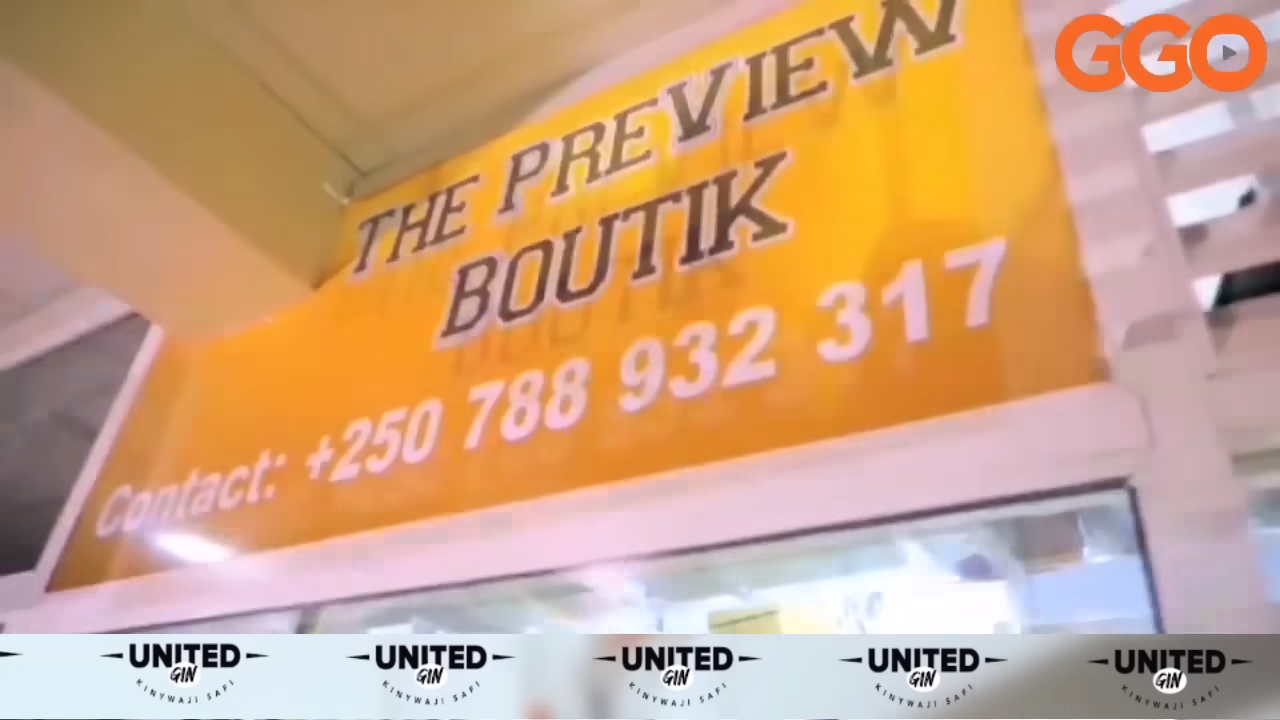 GGO
THE PREVIEW
BOUTIK
Contact: +250 788 932 317
UNITED UNITED UNITED UNITED UNITED
GIN GIN GIN GIN GIN
KINYWAJI SAFI KINYWAJI SAFI KINYWAJI SAFI KINYWAJI SAFI KINYWAJI SAFI